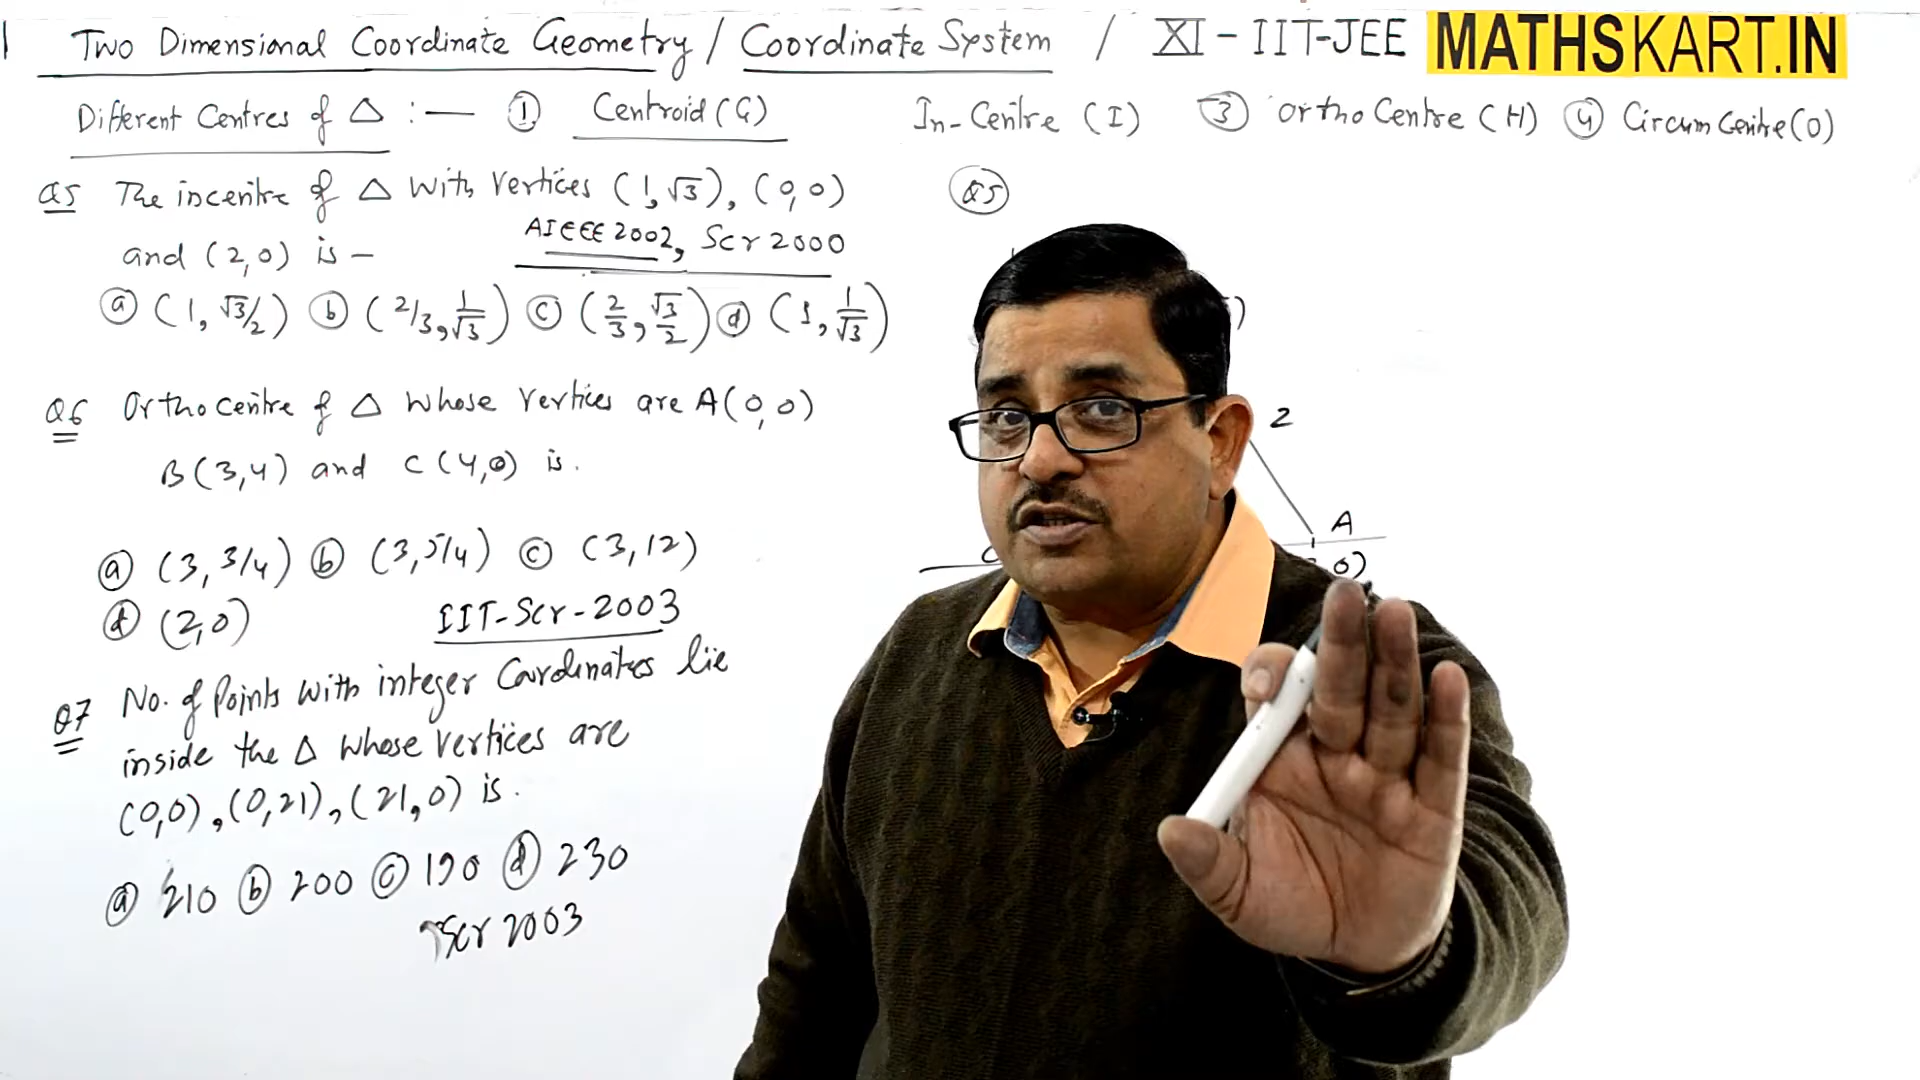 Two Dimensional Coordinate Geometry / Coordinate System / XI - IIT-JEE MATHSKART.IN
Different Centres of △ :— ① Centroid (G) In-Centre (I) ③ OrthoCentre (H) ④ Circum Centre (O)
Q5 The incentre of △ with vertices (1,√3), (0,0)
and (2,0) is –
AIEEE 2002, Scr 2000
ⓐ (1, √3/2) ⓑ (2/3, 1/√3) ⓒ (2/3, √3/2) ⓓ (1, 1/√3)
Q6 Orthocentre of △ whose vertices are A(0,0)
B(3,4) and C(4,0) is.
ⓐ (3, 3/4) ⓑ (3,5/4) ⓒ (3,12)
ⓓ (2,0) IIT-Scr-2003
Q7 No. of Points with integer Coordinates lie
inside the △ whose vertices are
(0,0), (0,21), (21,0) is.
ⓐ 210 ⓑ 200 ⓒ 190 ⓓ 230
Scr 2003
Q5
2
A
0)